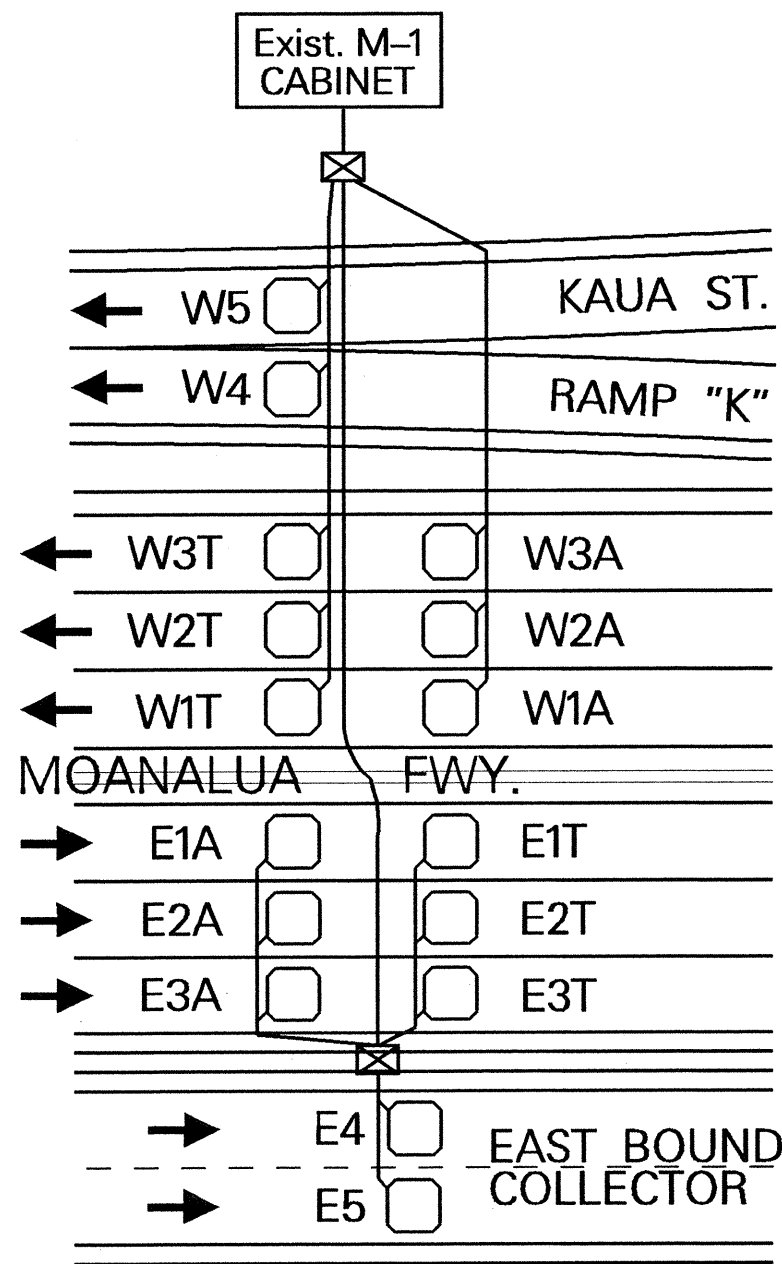 Exist. M–1
CABINET
W5
KAUA ST.
W4
RAMP "K"
W3T
W3A
W2T
W2A
W1T
W1A
MOANALUA FWY.
E1A
E1T
E2A
E2T
E3A
E3T
E4
EAST BOUND
COLLECTOR
E5